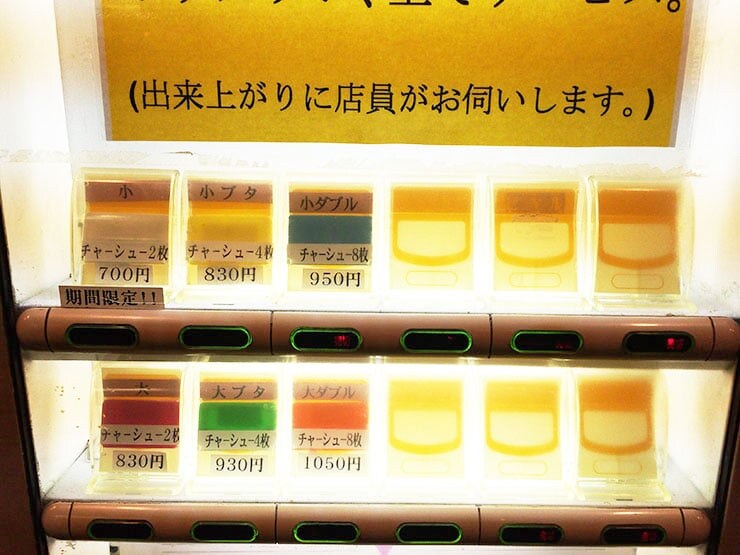 (出来上がりに店員がお伺いします。)
小
チャーシュー2枚
700円
小ブタ
チャーシュー4枚
830円
小ダブル
チャーシュー8枚
950円
期間限定!!
大
チャーシュー2枚
830円
大ブタ
チャーシュー4枚
930円
大ダブル
チャーシュー8枚
1050円